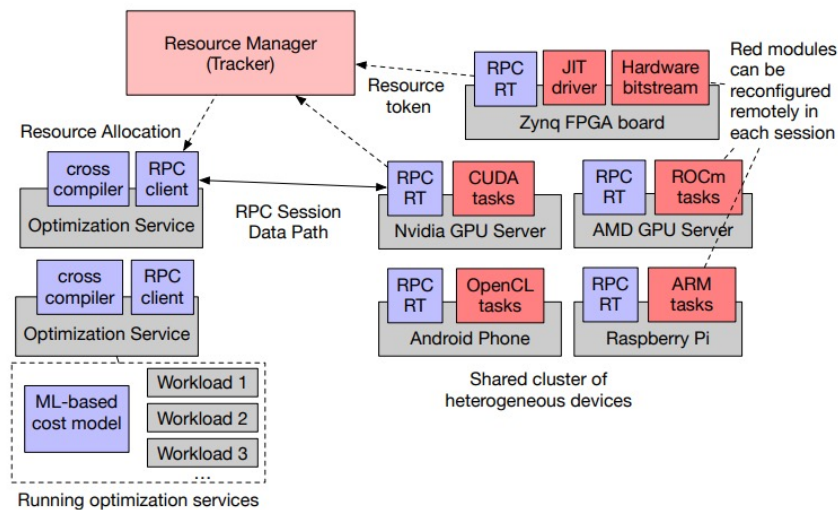 Resource Manager
(Tracker)
Resource
token
RPC
RT
JIT
driver
Hardware
bitstream
Zynq FPGA board
Red modules
can be
reconfigured
remotely in
each session
Resource Allocation
cross
compiler
RPC
client
Optimization Service
RPC Session
Data Path
RPC
RT
CUDA
tasks
Nvidia GPU Server
RPC
RT
ROCm
tasks
AMD GPU Server
cross
compiler
RPC
client
Optimization Service
RPC
RT
OpenCL
tasks
Android Phone
RPC
RT
ARM
tasks
Raspberry Pi
ML-based
cost model
Workload 1
Workload 2
Workload 3
...
Shared cluster of
heterogeneous devices
Running optimization services